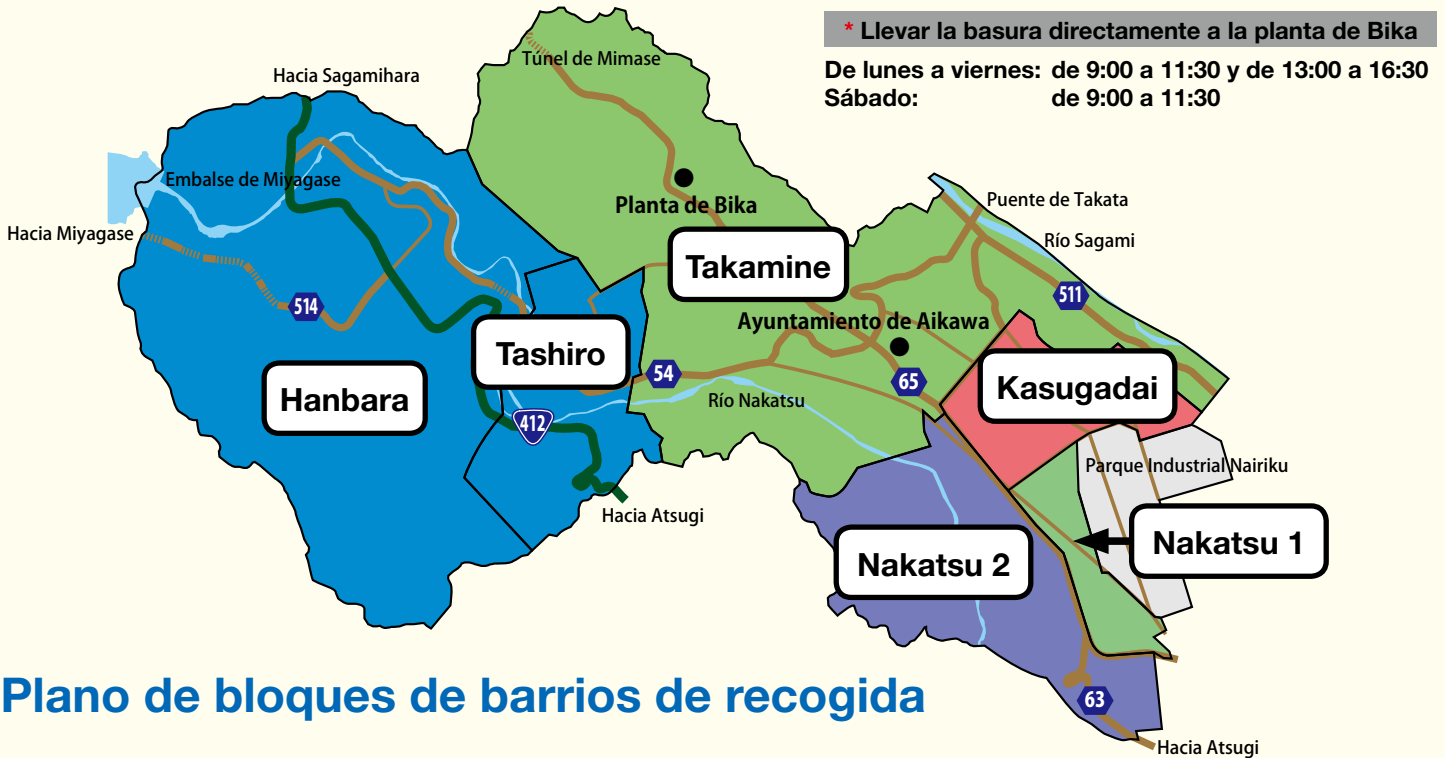 * Llevar la basura directamente a la planta de Bika
De lunes a viernes: de 9:00 a 11:30 y de 13:00 a 16:30
Sábado: de 9:00 a 11:30
Túnel de Mimase
Hacia Sagamihara
Embalse de Miyagase
Planta de Bika
Puente de Takata
Hacia Miyagase
Río Sagami
Takamine
514
511
Ayuntamiento de Aikawa
Tashiro
54
65
Kasugadai
Hanbara
Río Nakatsu
412
Parque Industrial Nairiku
Hacia Atsugi
Nakatsu 1
Nakatsu 2
Plano de bloques de barrios de recogida
63
Hacia Atsugi